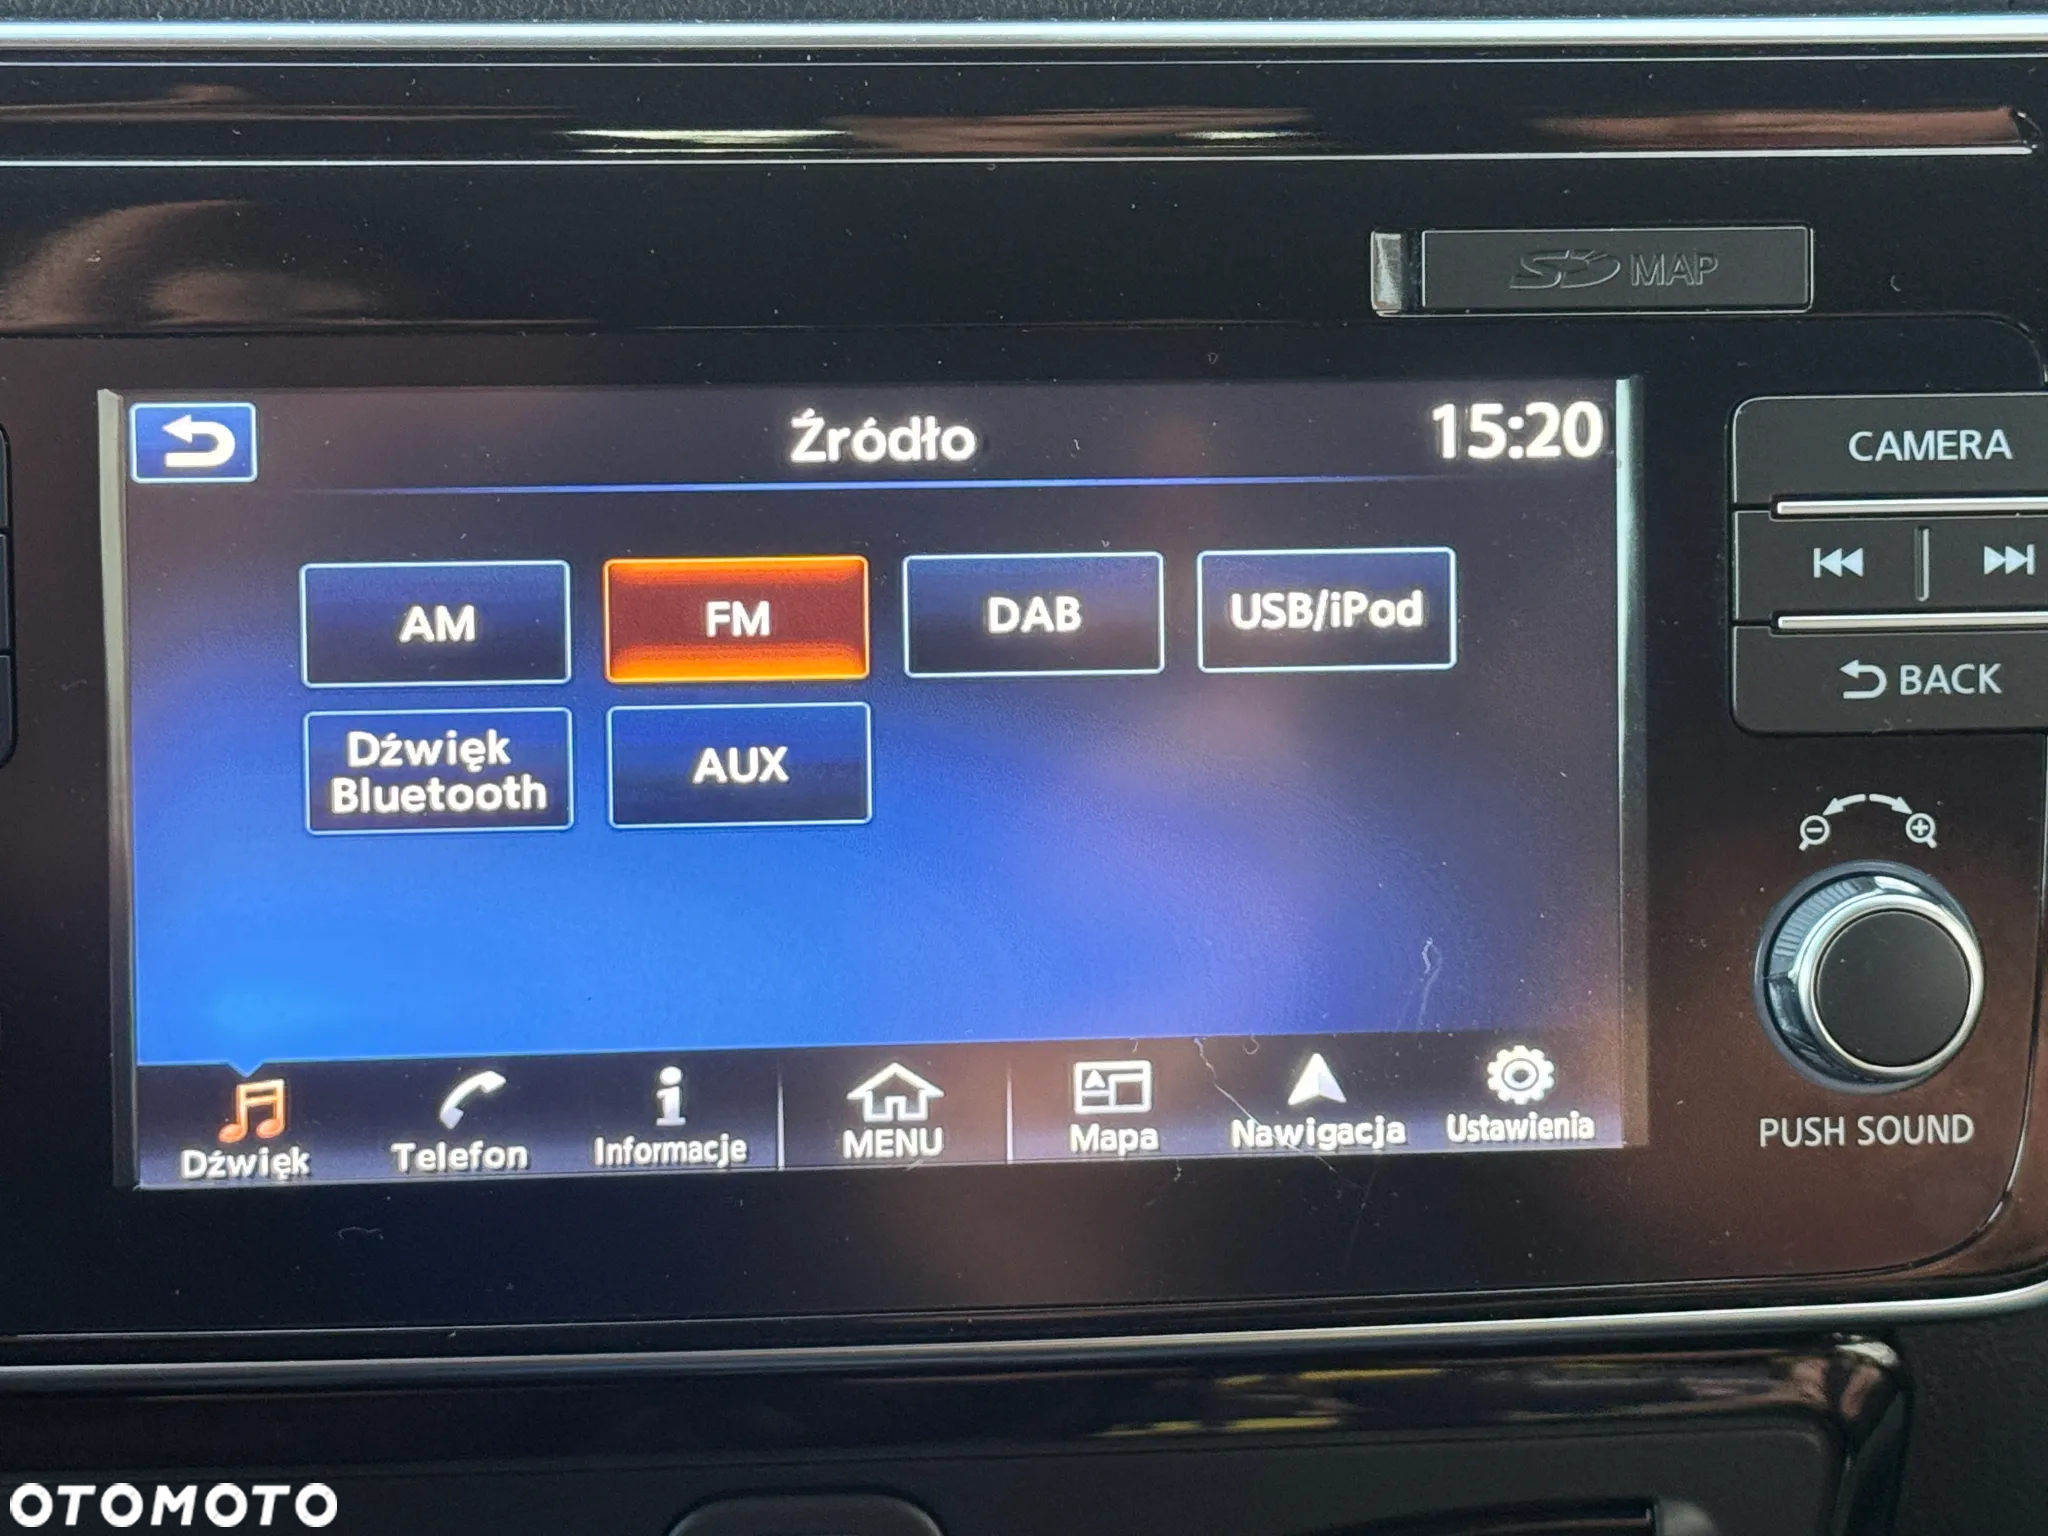 SD MAP
Źródło
15:20
CAMERA
AM
FM
DAB
USB/iPod
BACK
Dźwięk
Bluetooth
AUX
Dźwięk
Telefon
Informacje
MENU
Mapa
Nawigacja
Ustawienia
PUSH SOUND
OTOMOTO